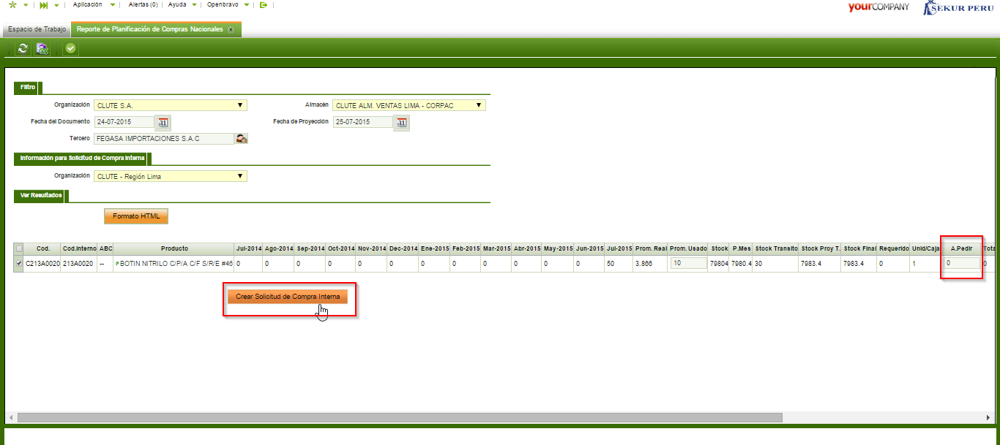 Aplicación Alertas (0) Ayuda Openbravo
yourCOMPANY SEKUR PERU
Espacio de Trabajo Reporte de Planificación de Compras Nacionales x
Filtro
Organización CLUTE S.A. Almacén CLUTE ALM. VENTAS LIMA - CORPAC
Fecha del Documento 24-07-2015 31 Fecha de Proyección 25-07-2015 31
Tercero FEGASA IMPORTACIONES S.A.C
Información para Solicitud de Compra Interna
Organización CLUTE - Región Lima
Ver Resultados
Formato HTML
Cod. Cod.Interno ABC Producto Jul-2014 Ago-2014 Sep-2014 Oct-2014 Nov-2014 Dec-2014 Ene-2015 Feb-2015 Mar-2015 Abr-2015 May-2015 Jun-2015 Jul-2015 Prom. Real Prom. Usado Stock P.Mes Stock Transito Stock Proy T. Stock Final Requerido Unid/Caja A.Pedir Tota
C213A0020 213A0020 -- #BOTIN NITRILO C/P/A C/F S/R/E #46 0 0 0 0 0 0 0 0 0 0 0 0 50 3.866 10 79804 7980.4 30 7983.4 7983.4 0 1 0 0
Crear Solicitud de Compra Interna